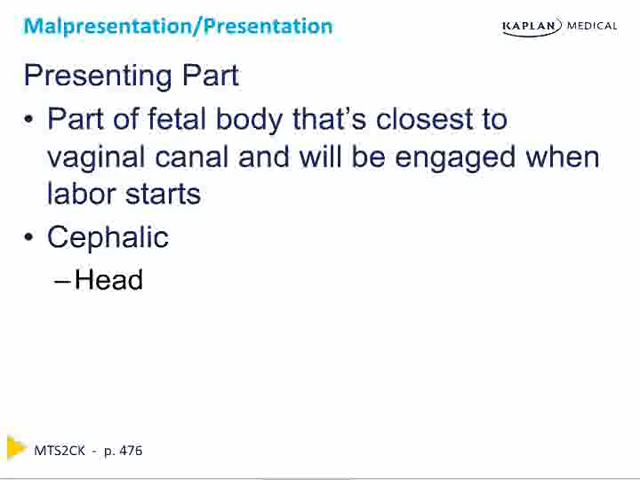 Malpresentation/Presentation
KAPLAN MEDICAL
Presenting Part
• Part of fetal body that's closest to
vaginal canal and will be engaged when
labor starts
• Cephalic
–Head
MTS2CK - p. 476